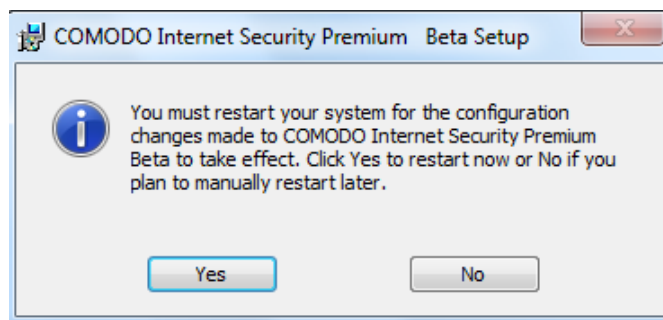 COMODO Internet Security Premium Beta Setup
You must restart your system for the configuration
changes made to COMODO Internet Security Premium
Beta to take effect. Click Yes to restart now or No if you
plan to manually restart later.
Yes No